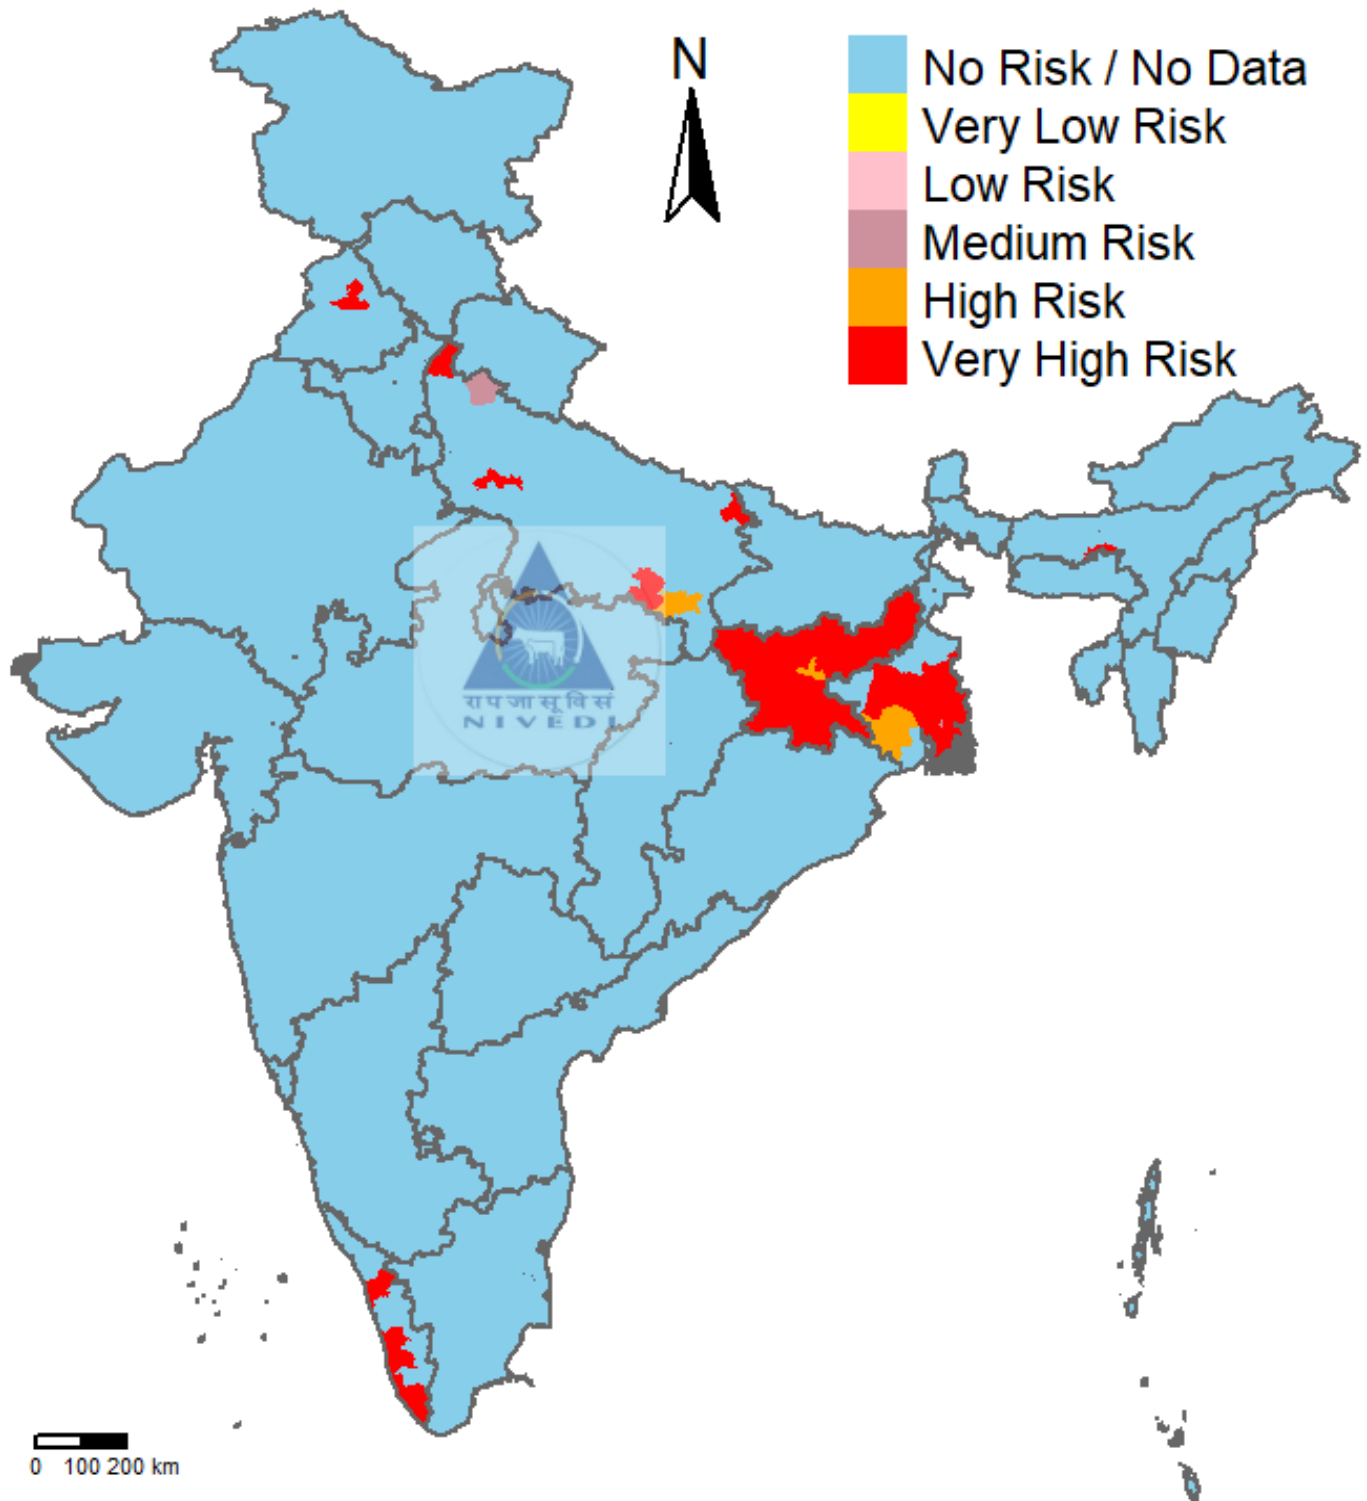 N
No Risk / No Data
Very Low Risk
Low Risk
Medium Risk
High Risk
Very High Risk
रा प जा सू वि सं
NIVEDI
0 100 200 km